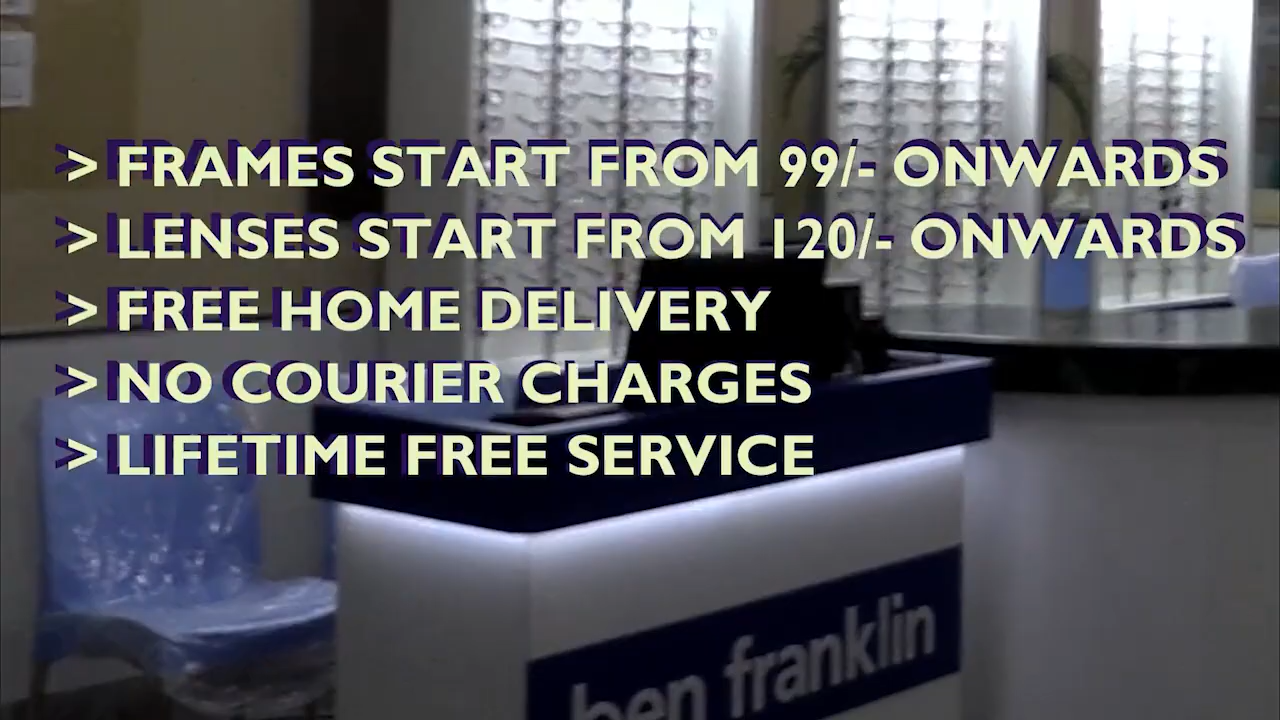 > FRAMES START FROM 99/- ONWARDS
> LENSES START FROM 120/- ONWARDS
> FREE HOME DELIVERY
> NO COURIER CHARGES
> LIFETIME FREE SERVICE
ben franklin